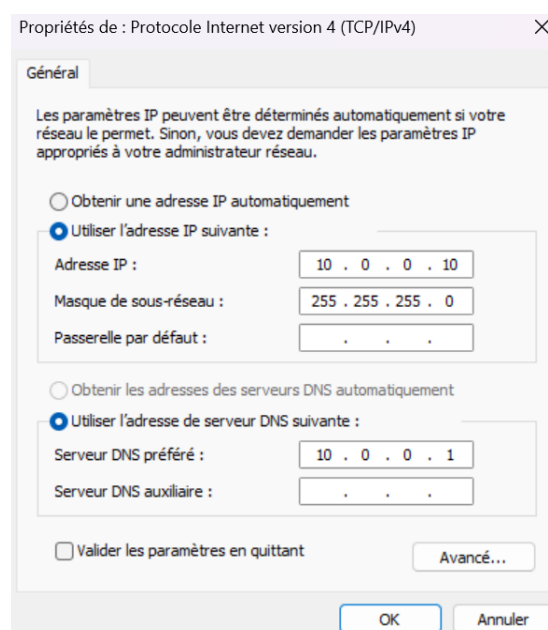 Propriétés de : Protocole Internet version 4 (TCP/IPv4)
Général
Les paramètres IP peuvent être déterminés automatiquement si votre
réseau le permet. Sinon, vous devez demander les paramètres IP
appropriés à votre administrateur réseau.
Obtenir une adresse IP automatiquement
Utiliser l'adresse IP suivante :
Adresse IP : 10 . 0 . 0 . 10
Masque de sous-réseau : 255 . 255 . 255 . 0
Passerelle par défaut : . . .
Obtenir les adresses des serveurs DNS automatiquement
Utiliser l'adresse de serveur DNS suivante :
Serveur DNS préféré : 10 . 0 . 0 . 1
Serveur DNS auxiliaire : . . .
Valider les paramètres en quittant
Avancé...
OK Annuler